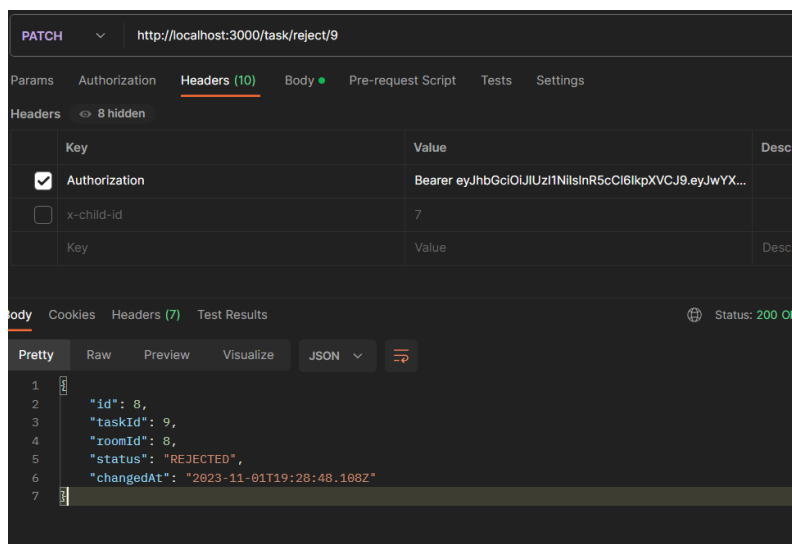 PATCH http://localhost:3000/task/reject/9
Params Authorization Headers (10) Body Pre-request Script Tests Settings
Headers 8 hidden
Key Value Desc
Authorization Bearer eyJhbGciOiJIUzI1NiIsInR5cCI6IkpXVCJ9.eyJwYX...
x-child-id 7
Key Value Desc
Body Cookies Headers (7) Test Results Status: 200 O
Pretty Raw Preview Visualize JSON
1 {
2 "id": 8,
3 "taskId": 9,
4 "roomId": 8,
5 "status": "REJECTED",
6 "changedAt": "2023-11-01T19:28:48.108Z"
7 }